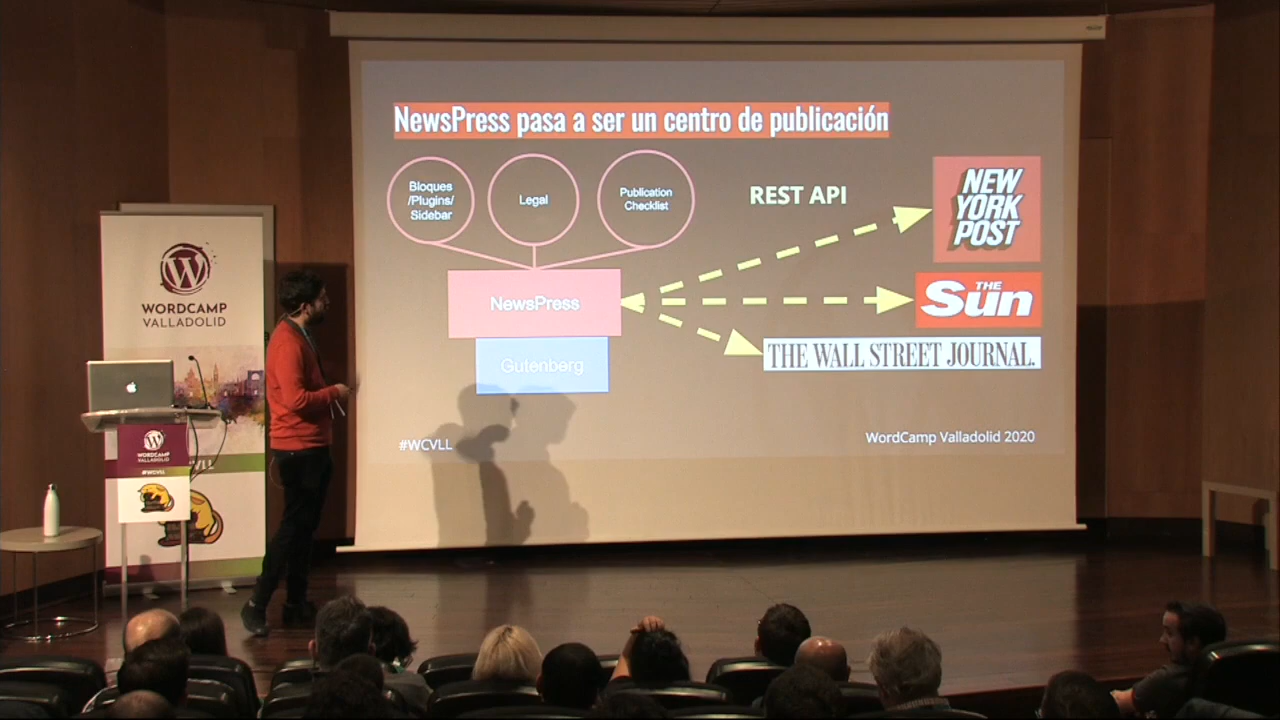 NewsPress pasa a ser un centro de publicación
Bloques
/Plugins/
Sidebar
Legal
Publication
Checklist
REST API
NEW
YORK
POST
NewsPress
THE
Sun
Gutenberg
THE WALL STREET JOURNAL.
#WCVLL
WordCamp Valladolid 2020
WORDCAMP
VALLADOLID
WORDCAMP
VALLADOLID
#WCVLL